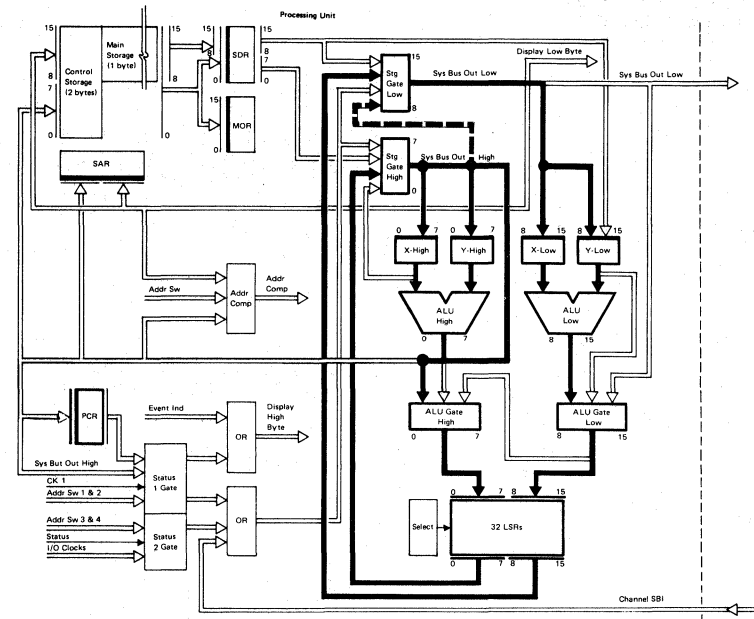 Processing Unit
15
Main
Storage
(1 byte)
15
15
15
Display Low Byte
8
7
Control
Storage
(2 bytes)
8
8
7
SDR
8
7
Stg
Gate
Low
15
8
Sys Bus Out Low
Sys Bus Out Low
0
0
0
0
15
MOR
0
SAR
Stg
Gate
High
7
0
Sys Bus Out High
0 7
0 7
8 15
8 15
X-High
Y-High
X-Low
Y-Low
ALU
High
0 7
ALU
Low
8 15
Addr Sw
Addr
Comp
Addr
Comp
PCR
Event Ind
OR
Display
High
Byte
ALU Gate
High
0 7
ALU Gate
Low
8 15
Sys But Out High
CK 1
Addr Sw 1 & 2
Status
1 Gate
OR
Addr Sw 3 & 4
Status
I/O Clocks
Status
2 Gate
Select
0 7 8 15
32 LSRs
0 7 8 15
Channel SBI